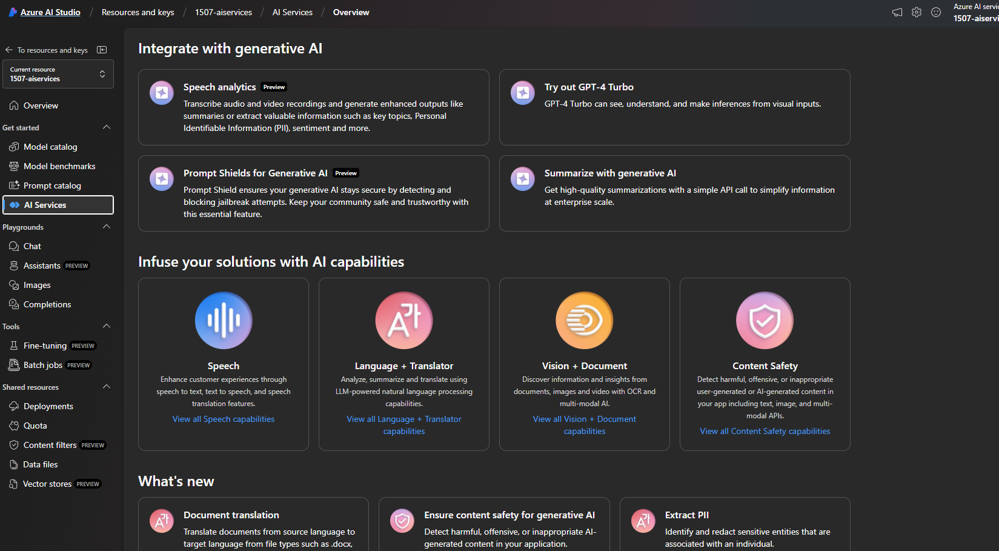 Azure AI Studio / Resources and keys / 1507-aiservices / AI Services / Overview
Azure AI
1507-aiservi
To resources and keys
Current resource
1507-aiservices
Overview
Get started
Model catalog
Model benchmarks
Prompt catalog
AI Services
Playgrounds
Chat
Assistants PREVIEW
Images
Completions
Tools
Fine-tuning PREVIEW
Batch jobs PREVIEW
Shared resources
Deployments
Quota
Content filters PREVIEW
Data files
Vector stores PREVIEW
Integrate with generative AI
Speech analytics Preview
Transcribe audio and video recordings and generate enhanced outputs like
summaries or extract valuable information such as key topics, Personal
Identifiable Information (PII), sentiment and more.
Try out GPT-4 Turbo
GPT-4 Turbo can see, understand, and make inferences from visual inputs.
Prompt Shields for Generative AI Preview
Prompt Shield ensures your generative AI stays secure by detecting and
blocking jailbreak attempts. Keep your community safe and trustworthy with
this essential feature.
Summarize with generative AI
Get high-quality summarizations with a simple API call to simplify information
at enterprise scale.
Infuse your solutions with AI capabilities
A가
Speech
Enhance customer experiences through
speech to text, text to speech, and speech
translation features.
View all Speech capabilities
Language + Translator
Analyze, summarize and translate using
LLM-powered natural language processing
capabilities.
View all Language + Translator
capabilities
Vision + Document
Discover information and insights from
documents, images and video with OCR and
multi-modal AI.
View all Vision + Document
capabilities
Content Safety
Detect harmful, offensive, or inappropriate
user-generated or AI-generated content in
your app including text, image, and multi-
modal APIs.
View all Content Safety capabilities
What's new
A가
Document translation
Translate documents from source language to
target language from file types such as .docx,
Ensure content safety for generative AI
Detect harmful, offensive, or inappropriate AI-
generated content in your application.
A가
Extract PII
Identify and redact sensitive entities that are
associated with an individual.